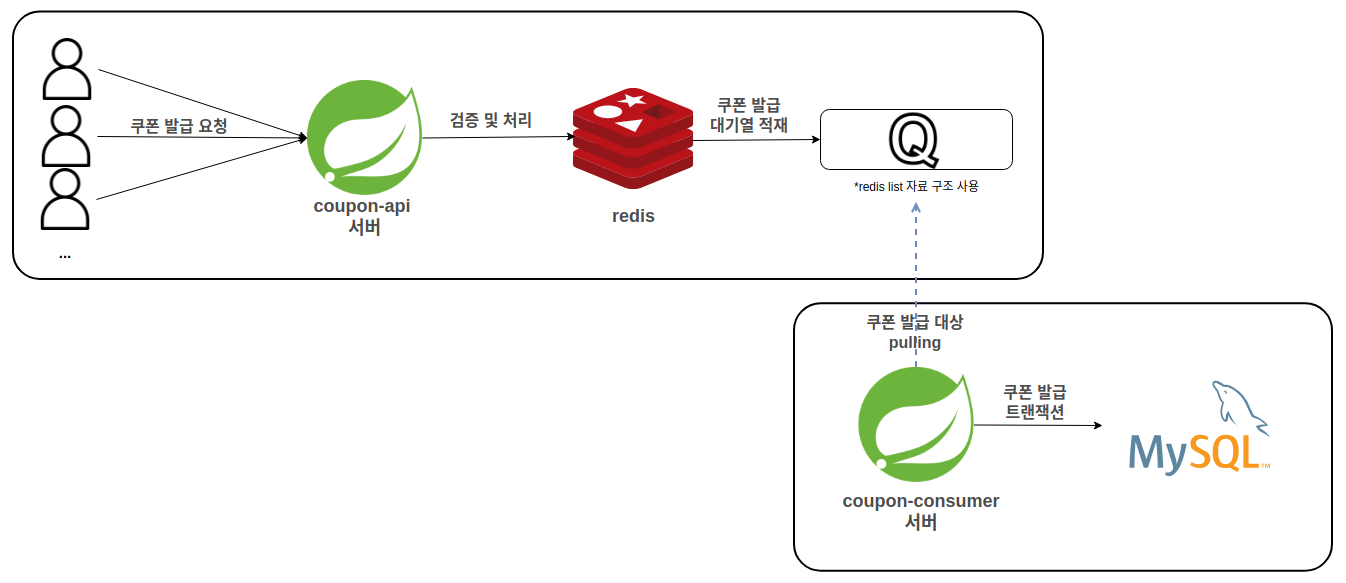 쿠폰 발급 요청
...
coupon-api
서버
검증 및 처리
redis
쿠폰 발급
대기열 적재
Q
*redis list 자료 구조 사용
쿠폰 발급 대상
pulling
coupon-consumer
서버
쿠폰 발급
트랜잭션
MySQL™